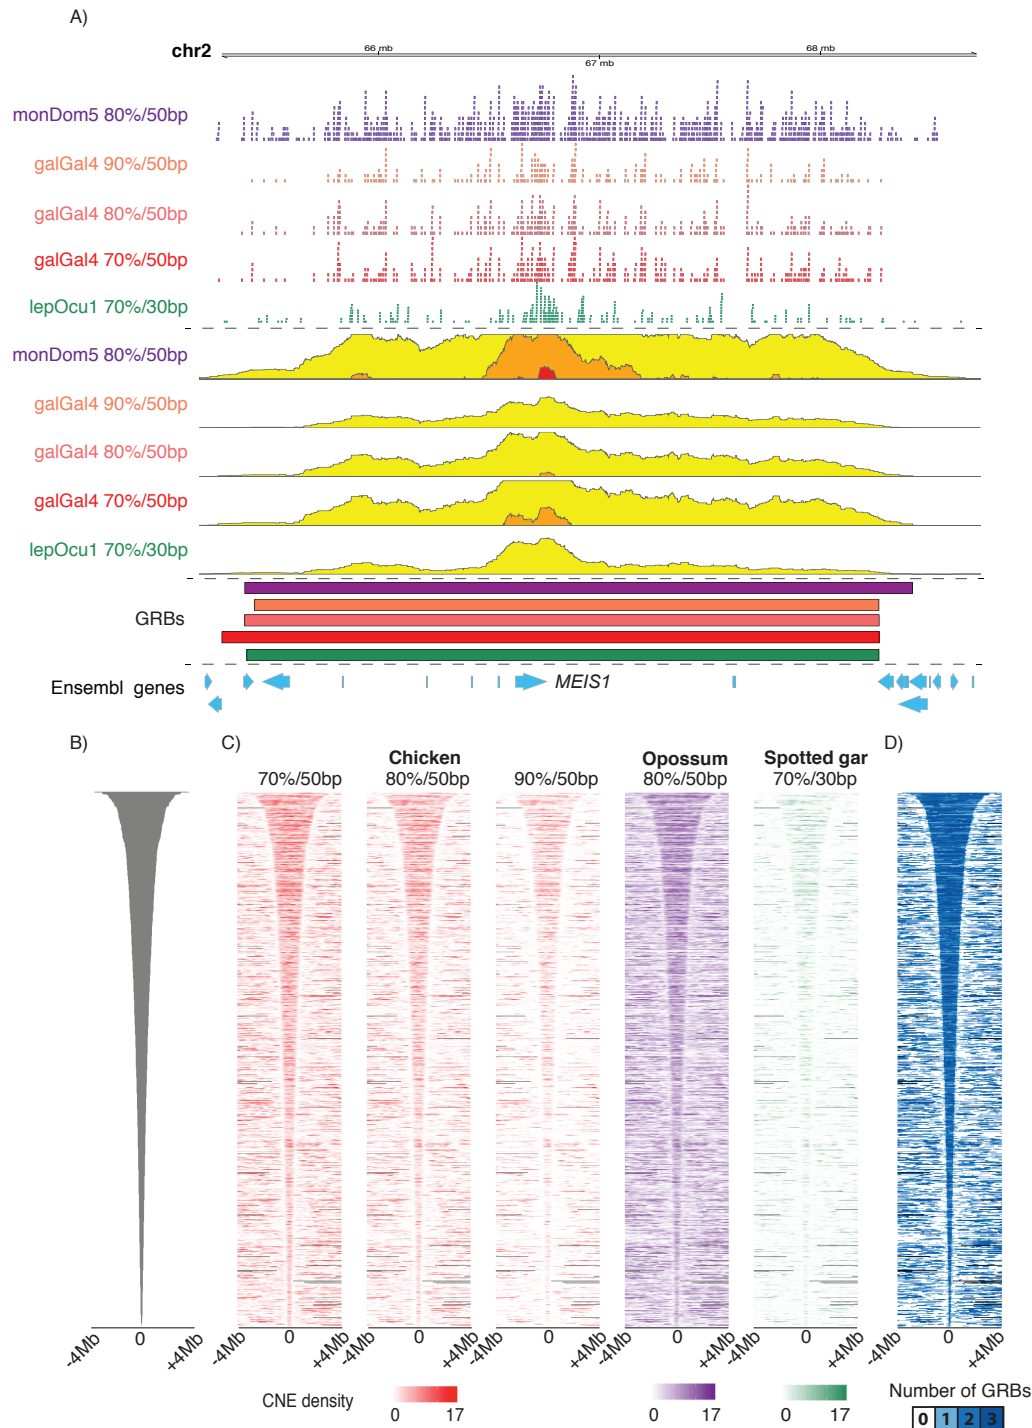 A)
chr2
66 mb
67 mb
68 mb
monDom5 80%/50bp
galGal4 90%/50bp
galGal4 80%/50bp
galGal4 70%/50bp
lepOcu1 70%/30bp
monDom5 80%/50bp
galGal4 90%/50bp
galGal4 80%/50bp
galGal4 70%/50bp
lepOcu1 70%/30bp
GRBs
Ensembl genes
MEIS1
B)
C)
Chicken
70%/50bp 80%/50bp 90%/50bp
Opossum
80%/50bp
Spotted gar
70%/30bp
D)
-4Mb 0 +4Mb
-4Mb 0 +4Mb
-4Mb 0 +4Mb
-4Mb 0 +4Mb
-4Mb 0 +4Mb
-4Mb 0 +4Mb
-4Mb 0 +4Mb
CNE density
0 17
0 17
0 17
Number of GRBs
0 1 2 3